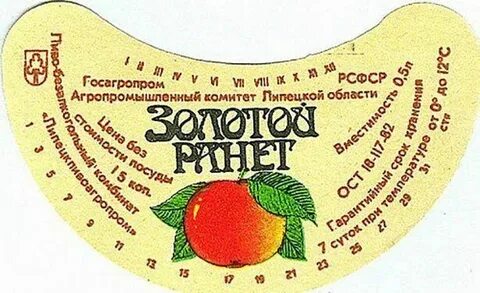 I II III IV V VI VII VIII IX X XI XII
Госагропром РСФСР
Агропромышленный комитет Липецкой области
Пиво-безалкогольный комбинат
«Липецкпивоагропром»
Цена без
стоимости посуды
15 коп.
ЗОЛОТОЙ
РАНЕТ
Вместимость 0,5л
ОСТ 18-117-82
Гарантийный срок хранения
7 суток при температуре от 0° до 12°С
1 3 5 7 9 11 13 15 17 19 21 23 25 27 29 31